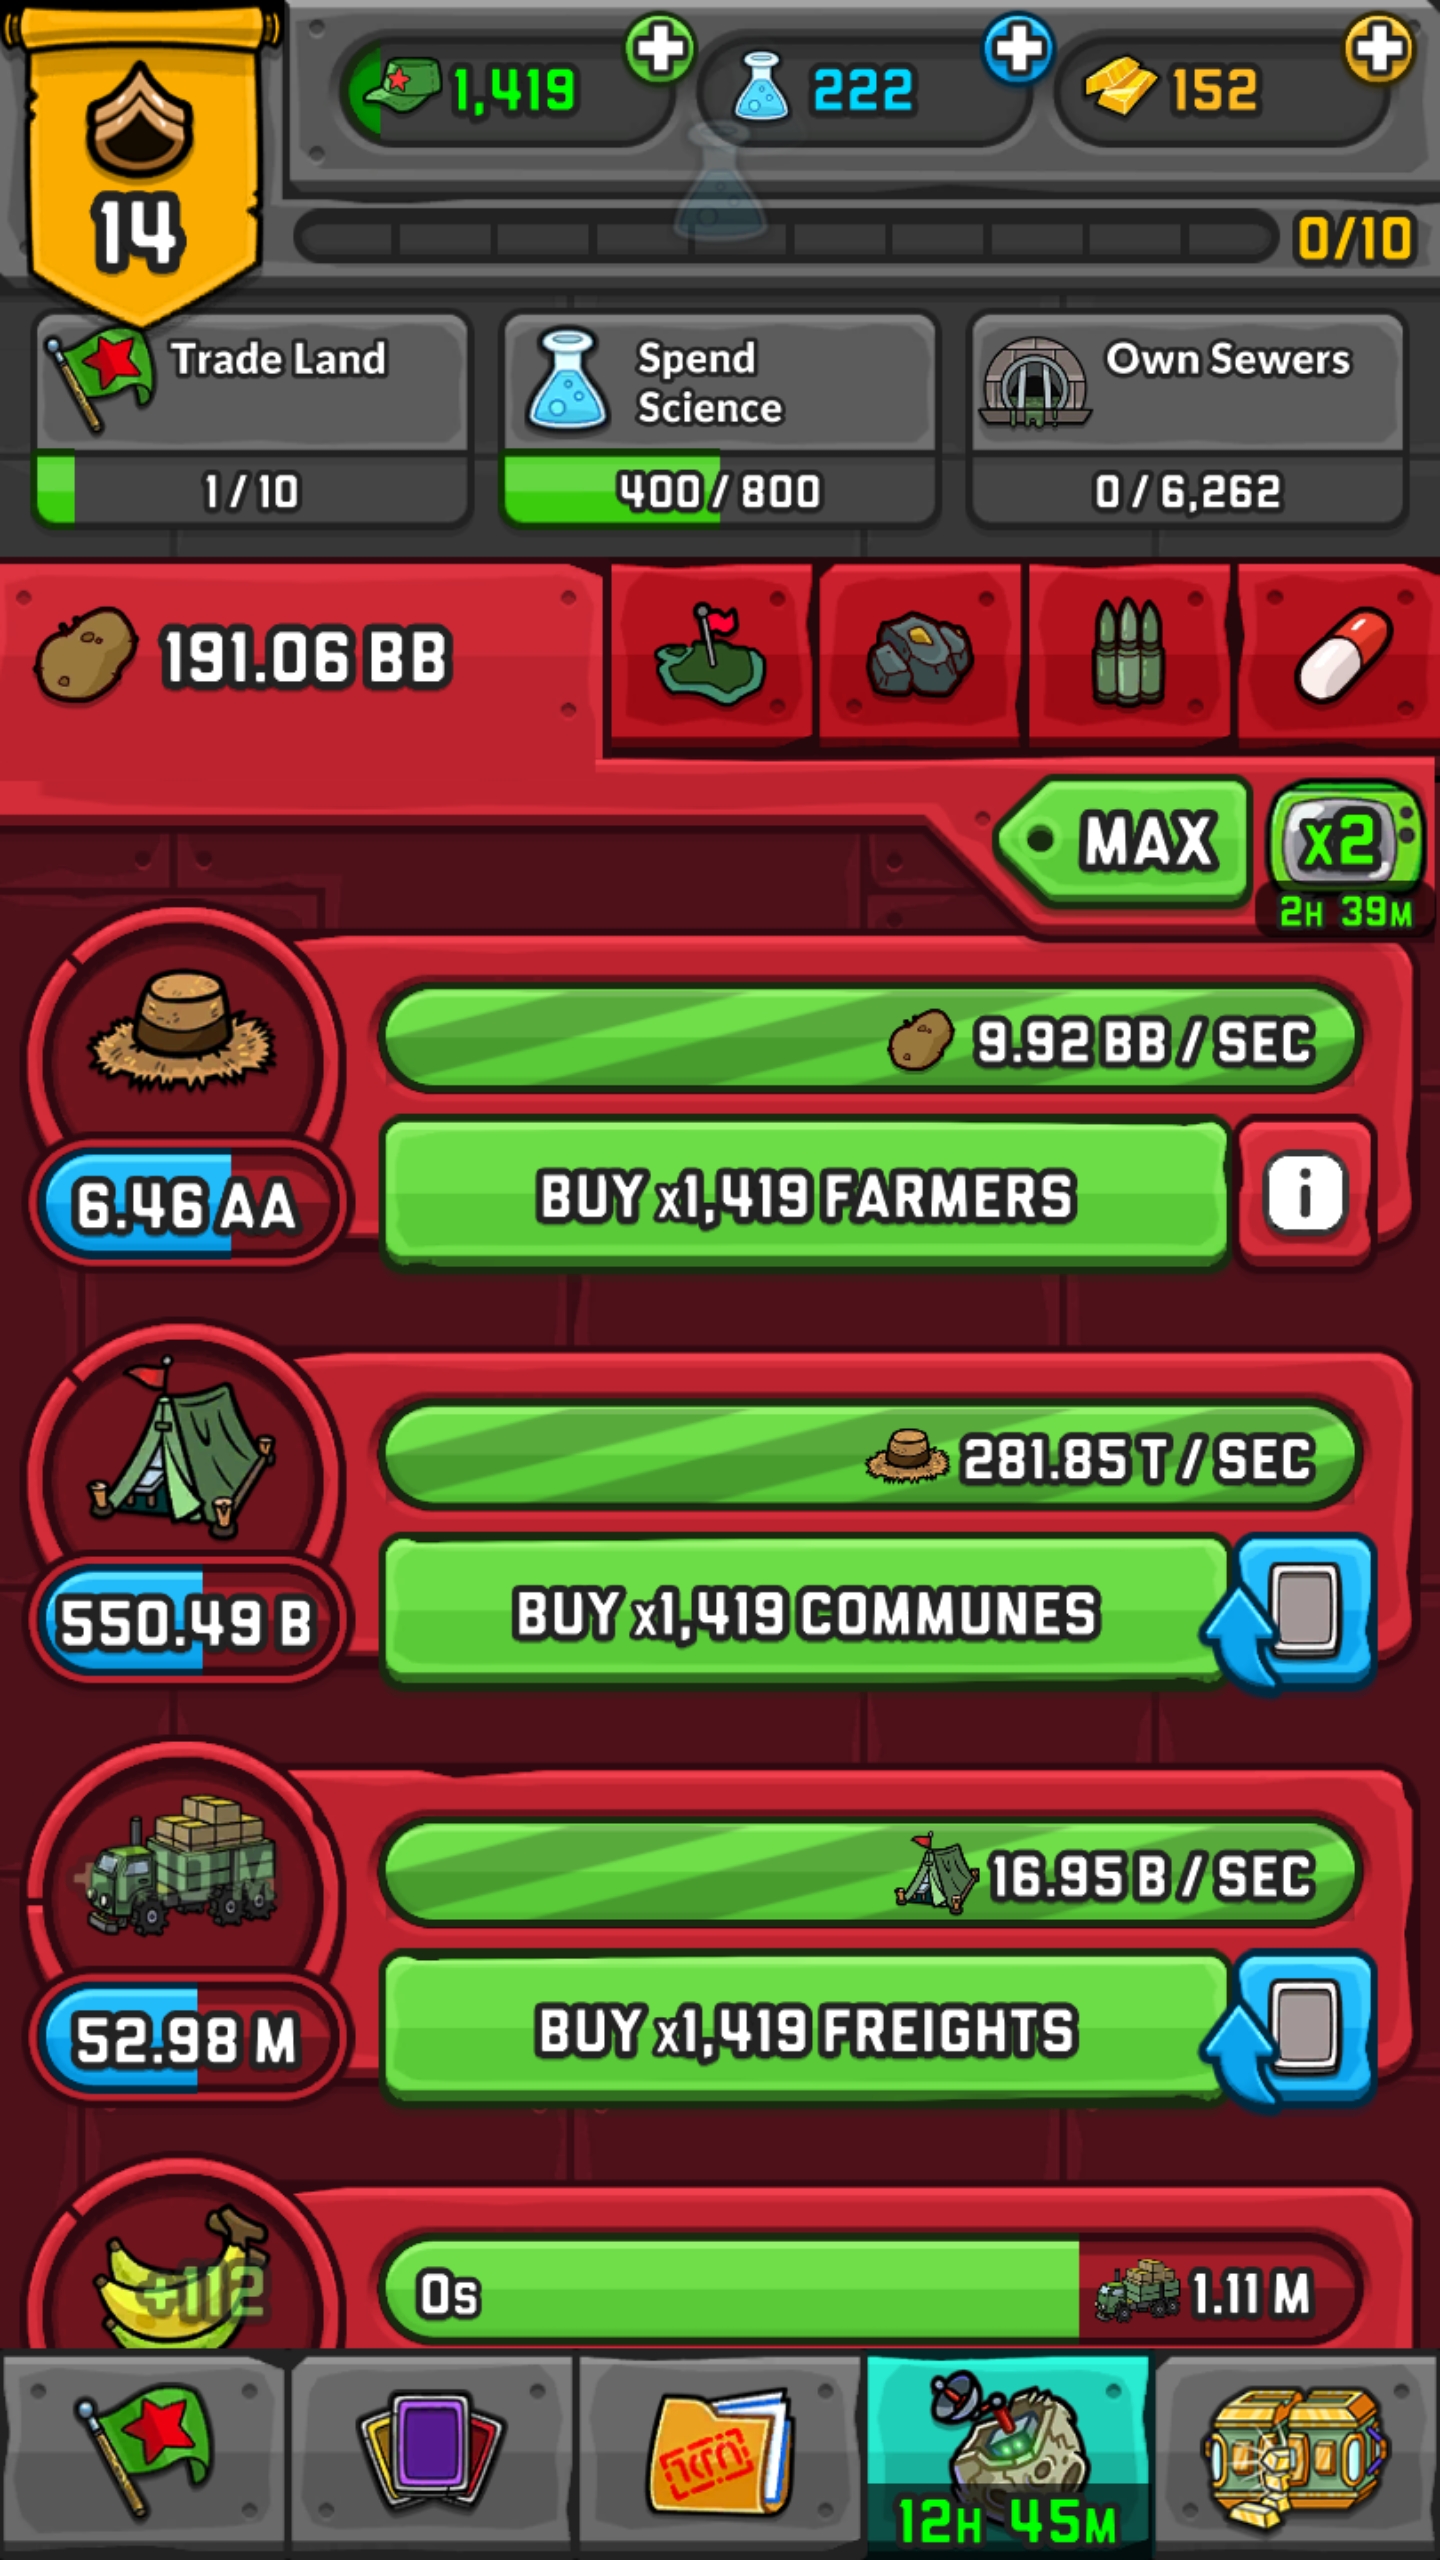 1,419
222
152
14
0/10
Trade Land
1/10
Spend
Science
400/800
Own Sewers
0/6,262
191.06 BB
MAX
x2
2H 39M
9.92 BB/SEC
6.46 AA
BUY x1,419 FARMERS
i
281.85 T/SEC
550.49 B
BUY x1,419 COMMUNES
16.95 B/SEC
52.98 M
BUY x1,419 FREIGHTS
+112
0s
1.11 M
12H 45M